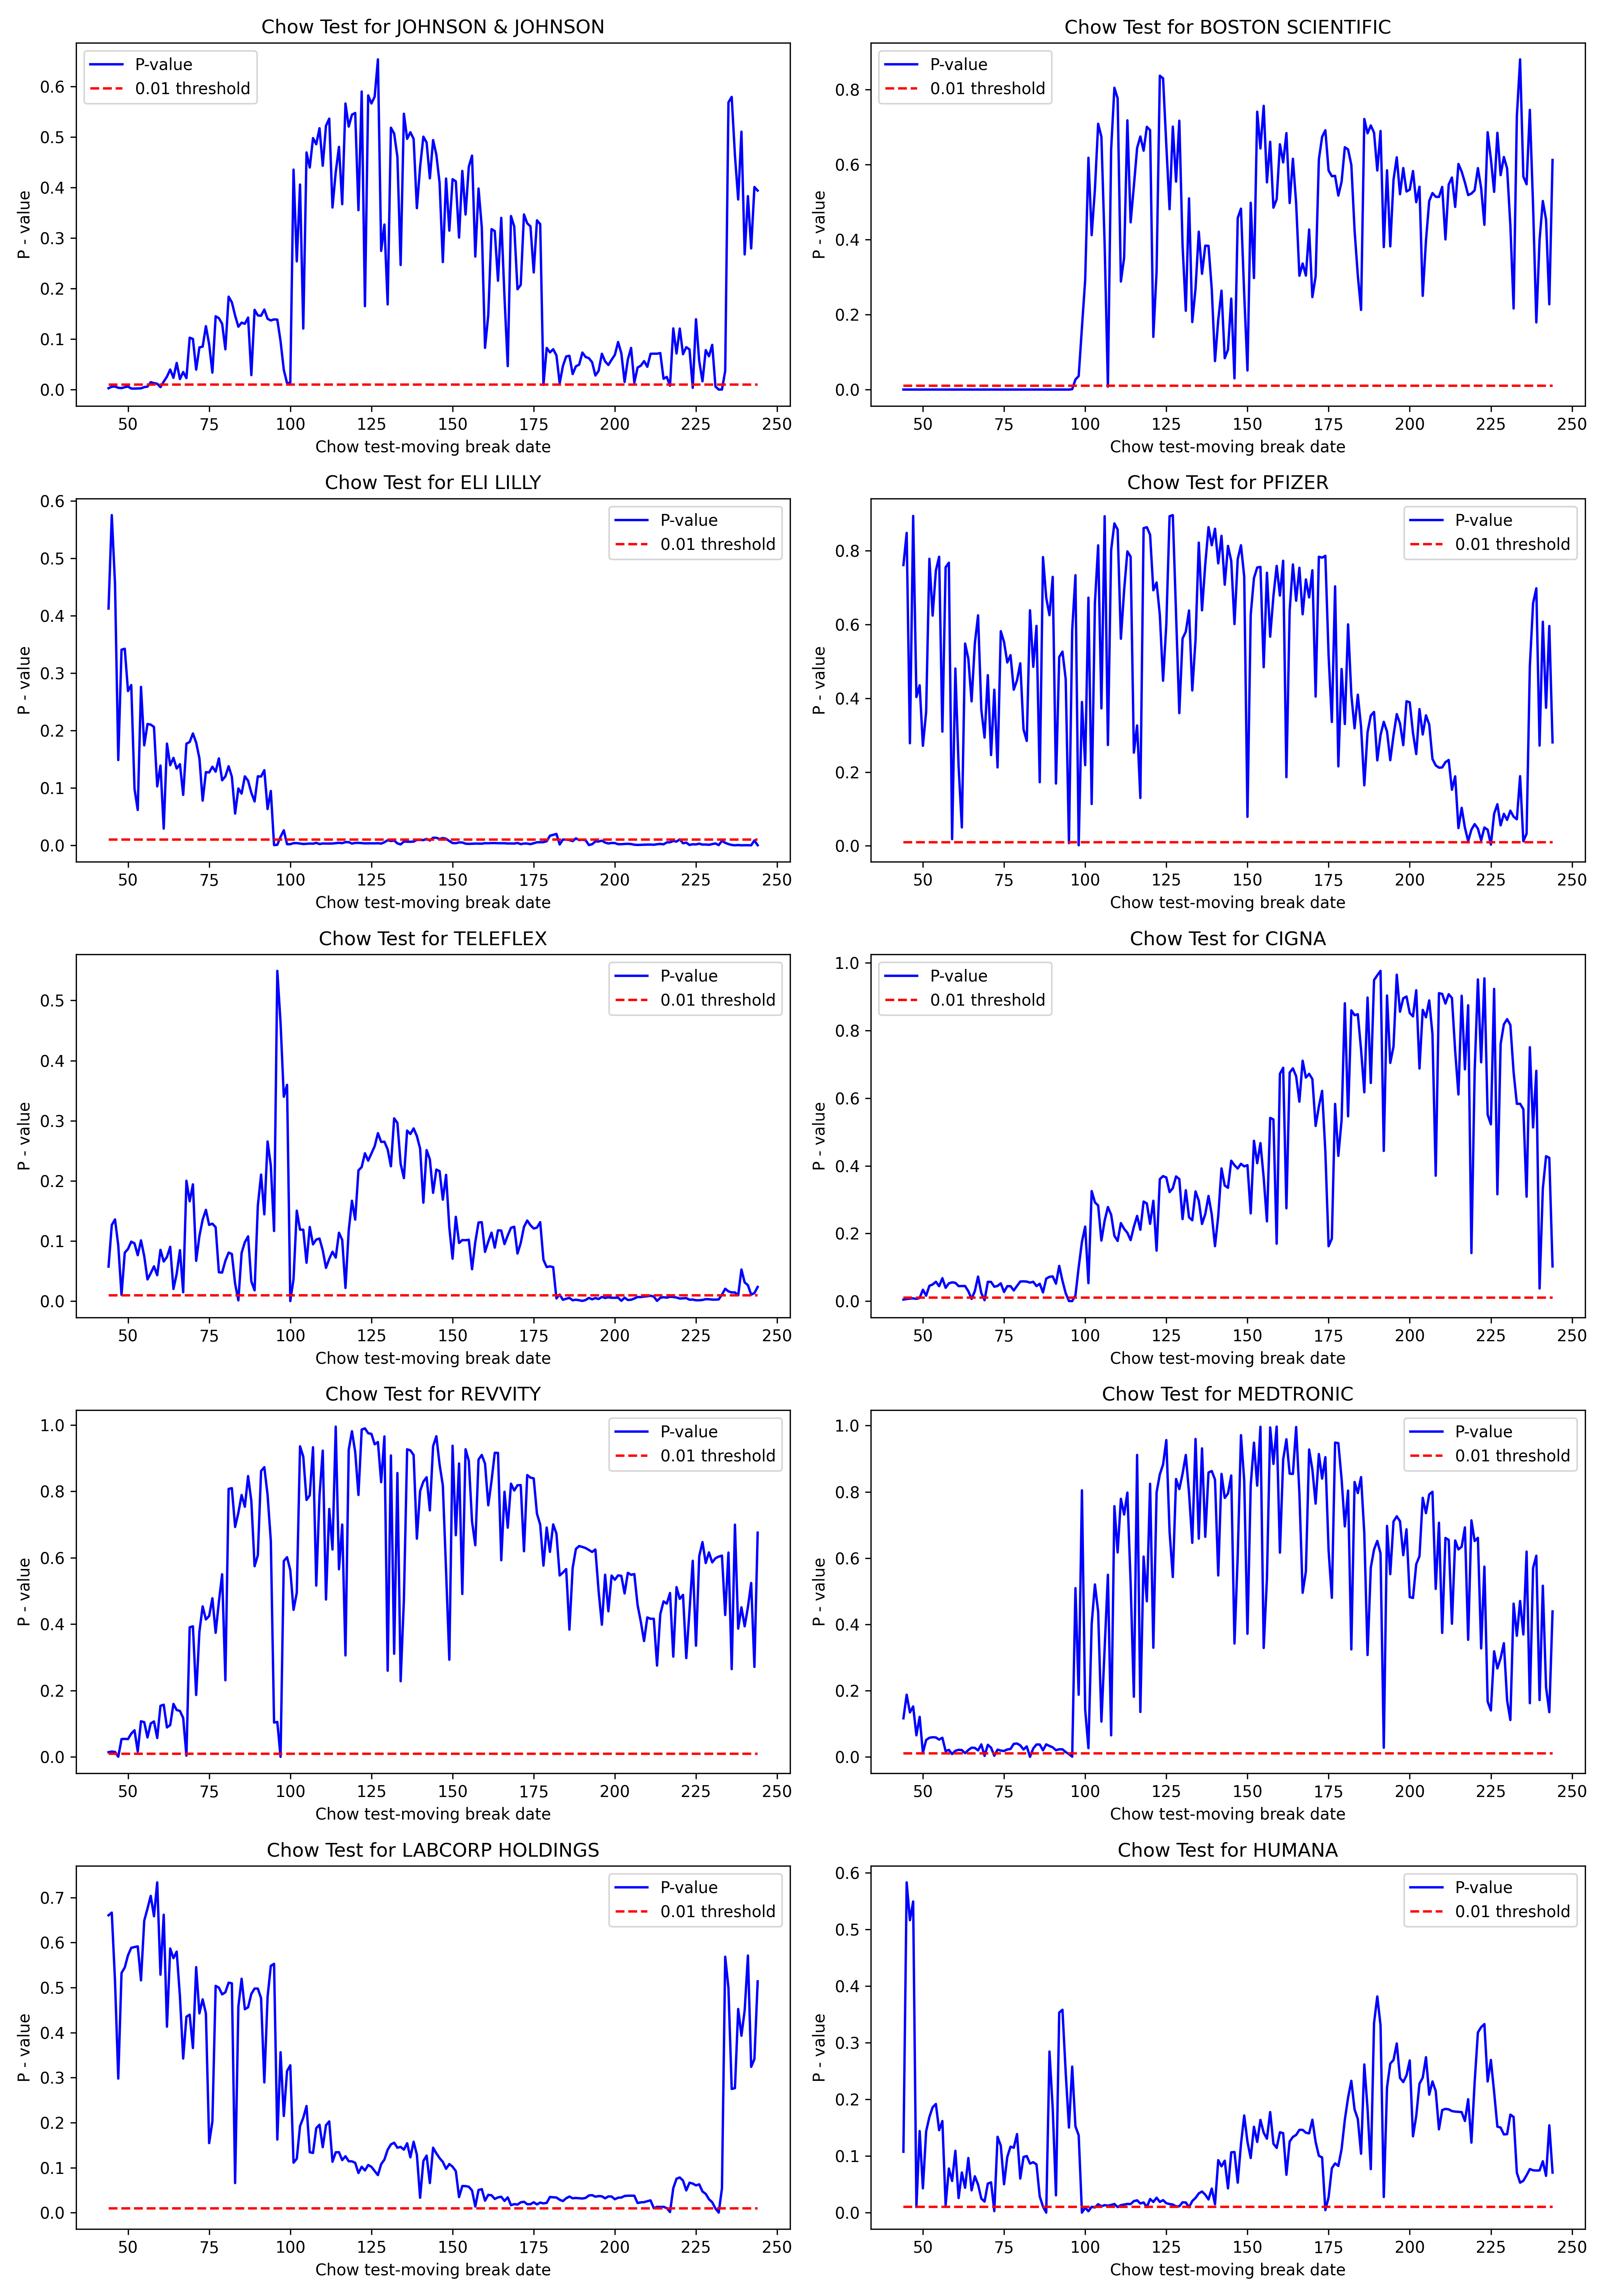 Chow Test for JOHNSON & JOHNSON
P-value
0.01 threshold
P - value
0.6
0.5
0.4
0.3
0.2
0.1
0.0
50 75 100 125 150 175 200 225 250
Chow test-moving break date
Chow Test for BOSTON SCIENTIFIC
P-value
0.01 threshold
P - value
0.8
0.6
0.4
0.2
0.0
50 75 100 125 150 175 200 225 250
Chow test-moving break date
Chow Test for ELI LILLY
P-value
0.01 threshold
P - value
0.6
0.5
0.4
0.3
0.2
0.1
0.0
50 75 100 125 150 175 200 225 250
Chow test-moving break date
Chow Test for PFIZER
P-value
0.01 threshold
P - value
0.8
0.6
0.4
0.2
0.0
50 75 100 125 150 175 200 225 250
Chow test-moving break date
Chow Test for TELEFLEX
P-value
0.01 threshold
P - value
0.5
0.4
0.3
0.2
0.1
0.0
50 75 100 125 150 175 200 225 250
Chow test-moving break date
Chow Test for CIGNA
P-value
0.01 threshold
P - value
1.0
0.8
0.6
0.4
0.2
0.0
50 75 100 125 150 175 200 225 250
Chow test-moving break date
Chow Test for REVVITY
P-value
0.01 threshold
P - value
1.0
0.8
0.6
0.4
0.2
0.0
50 75 100 125 150 175 200 225 250
Chow test-moving break date
Chow Test for MEDTRONIC
P-value
0.01 threshold
P - value
1.0
0.8
0.6
0.4
0.2
0.0
50 75 100 125 150 175 200 225 250
Chow test-moving break date
Chow Test for LABCORP HOLDINGS
P-value
0.01 threshold
P - value
0.7
0.6
0.5
0.4
0.3
0.2
0.1
0.0
50 75 100 125 150 175 200 225 250
Chow test-moving break date
Chow Test for HUMANA
P-value
0.01 threshold
P - value
0.6
0.5
0.4
0.3
0.2
0.1
0.0
50 75 100 125 150 175 200 225 250
Chow test-moving break date